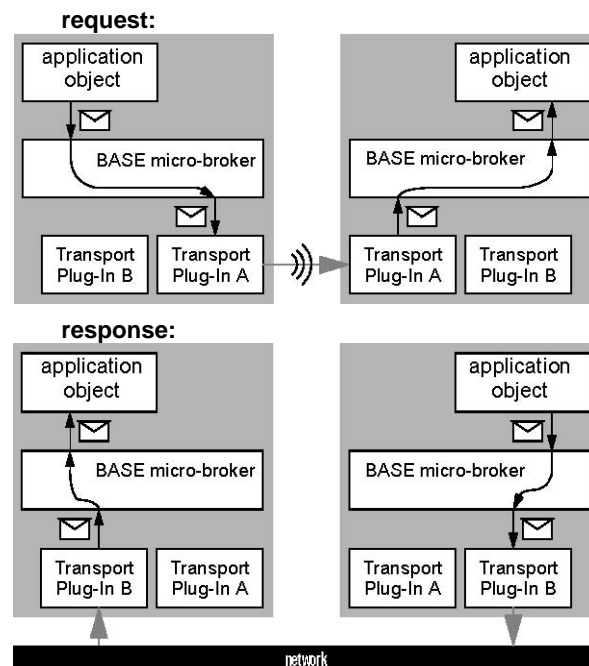 request:
application
object
application
object
BASE micro-broker
BASE micro-broker
Transport
Plug-In B
Transport
Plug-In A
Transport
Plug-In A
Transport
Plug-In B
response:
application
object
application
object
BASE micro-broker
BASE micro-broker
Transport
Plug-In B
Transport
Plug-In A
Transport
Plug-In A
Transport
Plug-In B
network